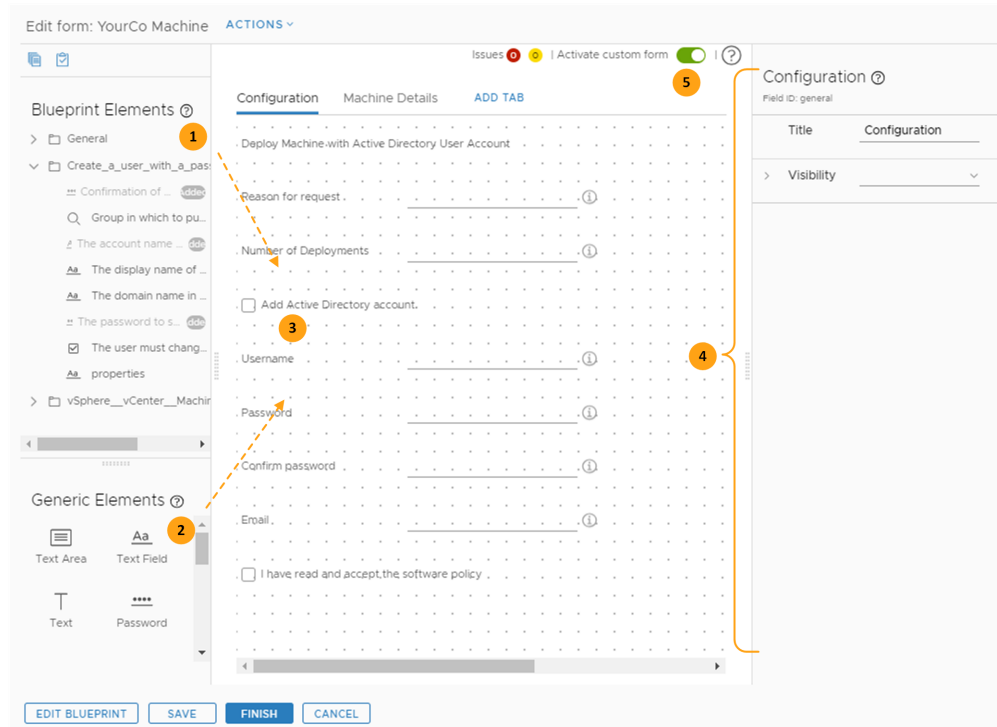 Edit form: YourCo Machine ACTIONS
Issues 0 0 | Activate custom form | ?
5
Configuration Machine Details ADD TAB
Blueprint Elements ?
1
General
Create_a_user_with_a_pass
Confirmation of ...
Group in which to pu...
The account name ...
The display name of ...
The domain name in ...
The password to s...
The user must chang...
properties
vSphere__vCenter__Machin
Generic Elements ?
2
Text Area Text Field
Text Password
Deploy Machine with Active Directory User Account
Reason for request
Number of Deployments
Add Active Directory account.
3
Username
Password
Confirm password
Email
I have read and accept the software policy
4
Configuration ?
Field ID: general
Title Configuration
Visibility
EDIT BLUEPRINT SAVE FINISH CANCEL